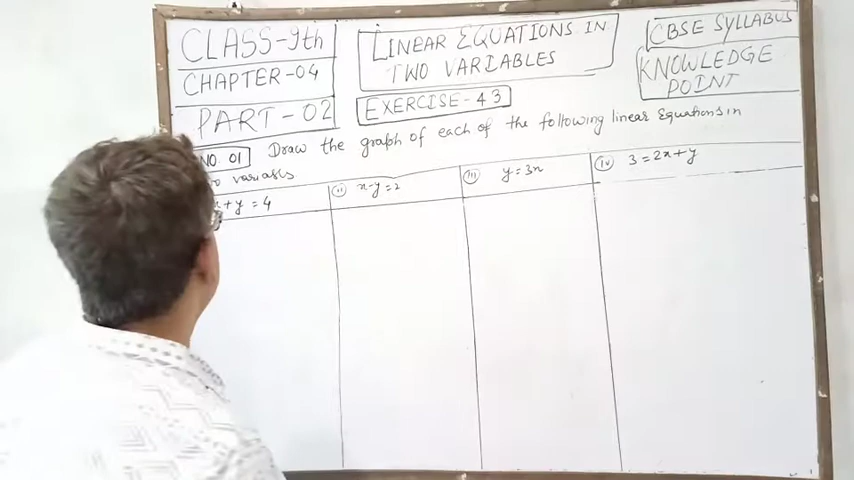 CLASS-9th
CHAPTER-04
PART-02
LINEAR EQUATIONS IN
TWO VARIABLES
EXERCISE-4.3
CBSE SYLLABUS
KNOWLEDGE
POINT
NO. 01 Draw the graph of each of the following linear Equations in
variables
+y = 4
(ii) x-y = 2
(iii) y = 3x
(iv) 3 = 2x+y